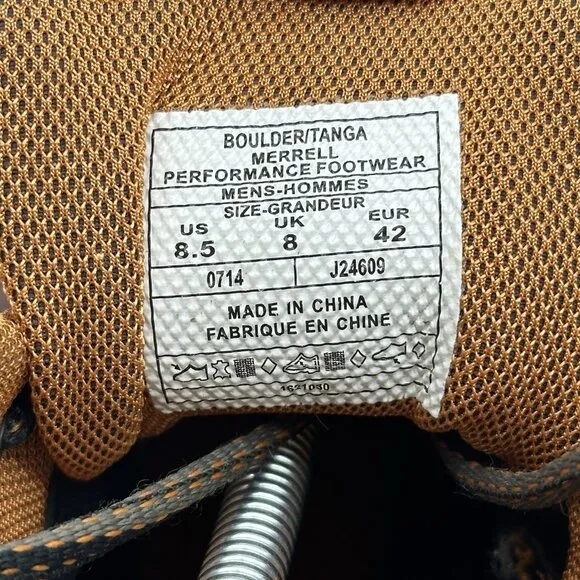 BOULDER/TANGA
MERRELL
PERFORMANCE FOOTWEAR
MENS-HOMMES
SIZE-GRANDEUR
US UK EUR
8.5 8 42
0714 J24609
MADE IN CHINA
FABRIQUE EN CHINE
1621030